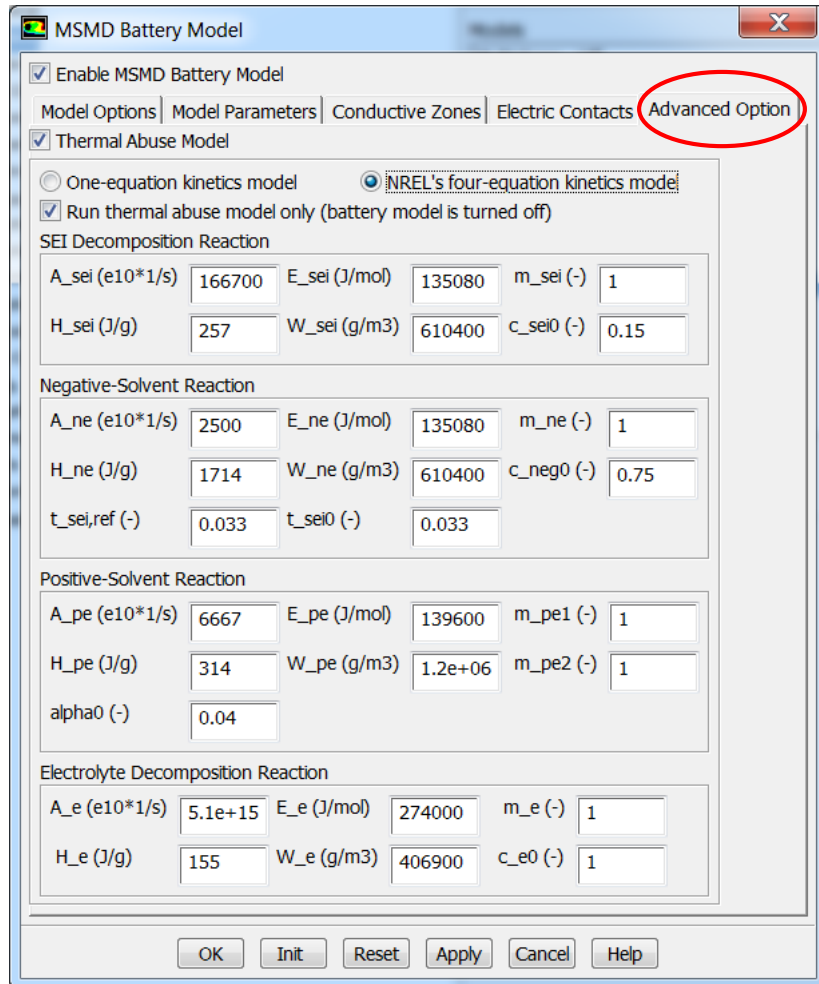 MSMD Battery Model
Enable MSMD Battery Model
Model Options Model Parameters Conductive Zones Electric Contacts Advanced Option
Thermal Abuse Model
One-equation kinetics model NREL's four-equation kinetics model
Run thermal abuse model only (battery model is turned off)
SEI Decomposition Reaction
A_sei (e10*1/s) 166700 E_sei (J/mol) 135080 m_sei (-) 1
H_sei (J/g) 257 W_sei (g/m3) 610400 c_sei0 (-) 0.15
Negative-Solvent Reaction
A_ne (e10*1/s) 2500 E_ne (J/mol) 135080 m_ne (-) 1
H_ne (J/g) 1714 W_ne (g/m3) 610400 c_neg0 (-) 0.75
t_sei,ref (-) 0.033 t_sei0 (-) 0.033
Positive-Solvent Reaction
A_pe (e10*1/s) 6667 E_pe (J/mol) 139600 m_pe1 (-) 1
H_pe (J/g) 314 W_pe (g/m3) 1.2e+06 m_pe2 (-) 1
alpha0 (-) 0.04
Electrolyte Decomposition Reaction
A_e (e10*1/s) 5.1e+15 E_e (J/mol) 274000 m_e (-) 1
H_e (J/g) 155 W_e (g/m3) 406900 c_e0 (-) 1
OK Init Reset Apply Cancel Help